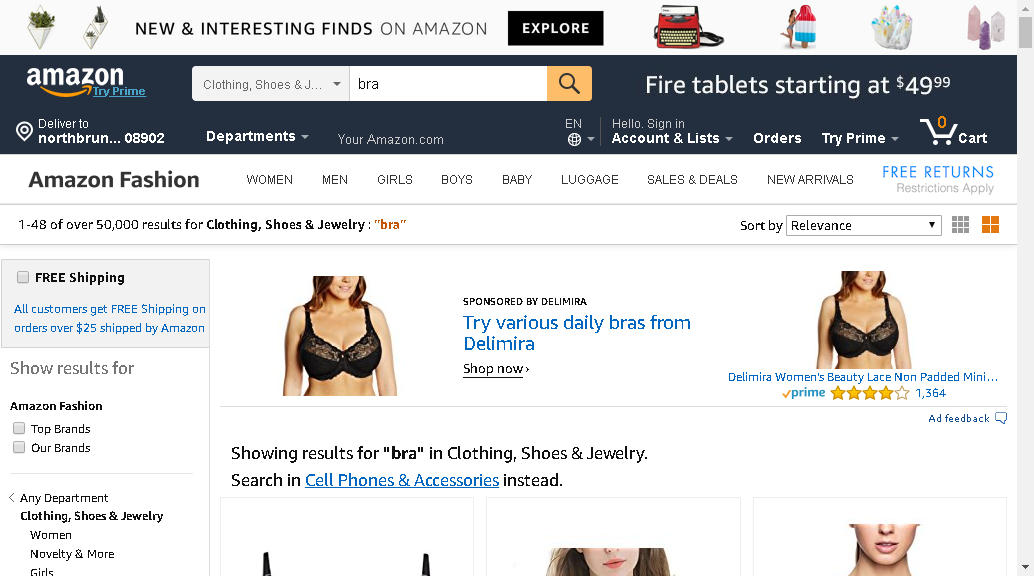 NEW & INTERESTING FINDS ON AMAZON EXPLORE
amazon
Try Prime
Clothing, Shoes & J... bra
Fire tablets starting at $49.99
Deliver to
northbrun... 08902
Departments
Your Amazon.com
EN
Hello. Sign in
Account & Lists
Orders
Try Prime
0
Cart
Amazon Fashion
WOMEN MEN GIRLS BOYS BABY LUGGAGE SALES & DEALS NEW ARRIVALS
FREE RETURNS
Restrictions Apply
1-48 of over 50,000 results for Clothing, Shoes & Jewelry : "bra"
Sort by Relevance
FREE Shipping
All customers get FREE Shipping on
orders over $25 shipped by Amazon
Show results for
Amazon Fashion
Top Brands
Our Brands
Any Department
Clothing, Shoes & Jewelry
Women
Novelty & More
Girls
SPONSORED BY DELIMIRA
Try various daily bras from
Delimira
Shop now ›
Delimira Women's Beauty Lace Non Padded Mini...
prime 1,364
Ad feedback
Showing results for "bra" in Clothing, Shoes & Jewelry.
Search in Cell Phones & Accessories instead.